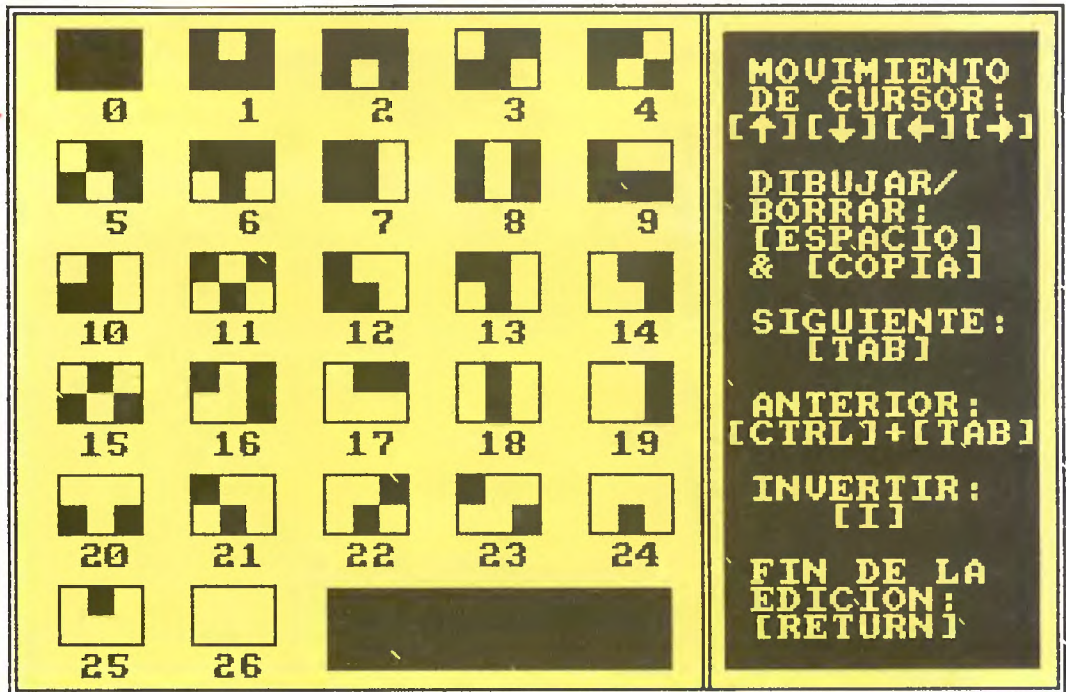 0 1 2 3 4
5 6 7 8 9
10 11 12 13 14
15 16 17 18 19
20 21 22 23 24
25 26
MOVIMIENTO
DE CURSOR:
[↑][↓][←][→]
DIBUJAR/
BORRAR:
[ESPACIO]
& [COPIA]
SIGUIENTE:
[TAB]
ANTERIOR:
[CTRL]+[TAB]
INVERTIR:
[I]
FIN DE LA
EDICION:
[RETURN]